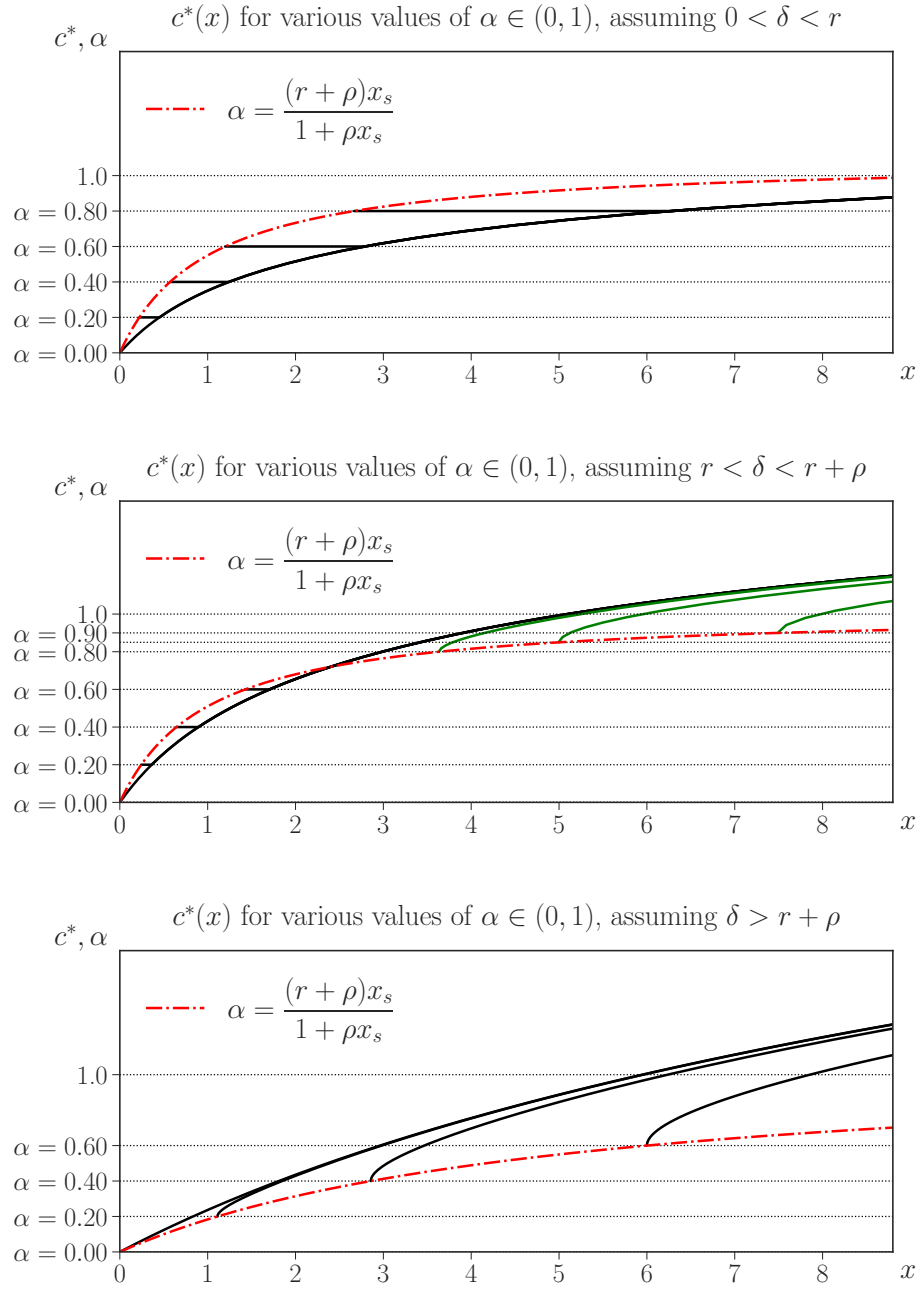 c*(x) for various values of α ∈ (0, 1), assuming 0 < δ < r
c*, α
α = (r + ρ)x_s / (1 + ρx_s)
1.0
α = 0.80
α = 0.60
α = 0.40
α = 0.20
α = 0.00
0 1 2 3 4 5 6 7 8 x
c*(x) for various values of α ∈ (0, 1), assuming r < δ < r + ρ
c*, α
α = (r + ρ)x_s / (1 + ρx_s)
1.0
α = 0.90
α = 0.80
α = 0.60
α = 0.40
α = 0.20
α = 0.00
0 1 2 3 4 5 6 7 8 x
c*(x) for various values of α ∈ (0, 1), assuming δ > r + ρ
c*, α
α = (r + ρ)x_s / (1 + ρx_s)
1.0
α = 0.60
α = 0.40
α = 0.20
α = 0.00
0 1 2 3 4 5 6 7 8 x